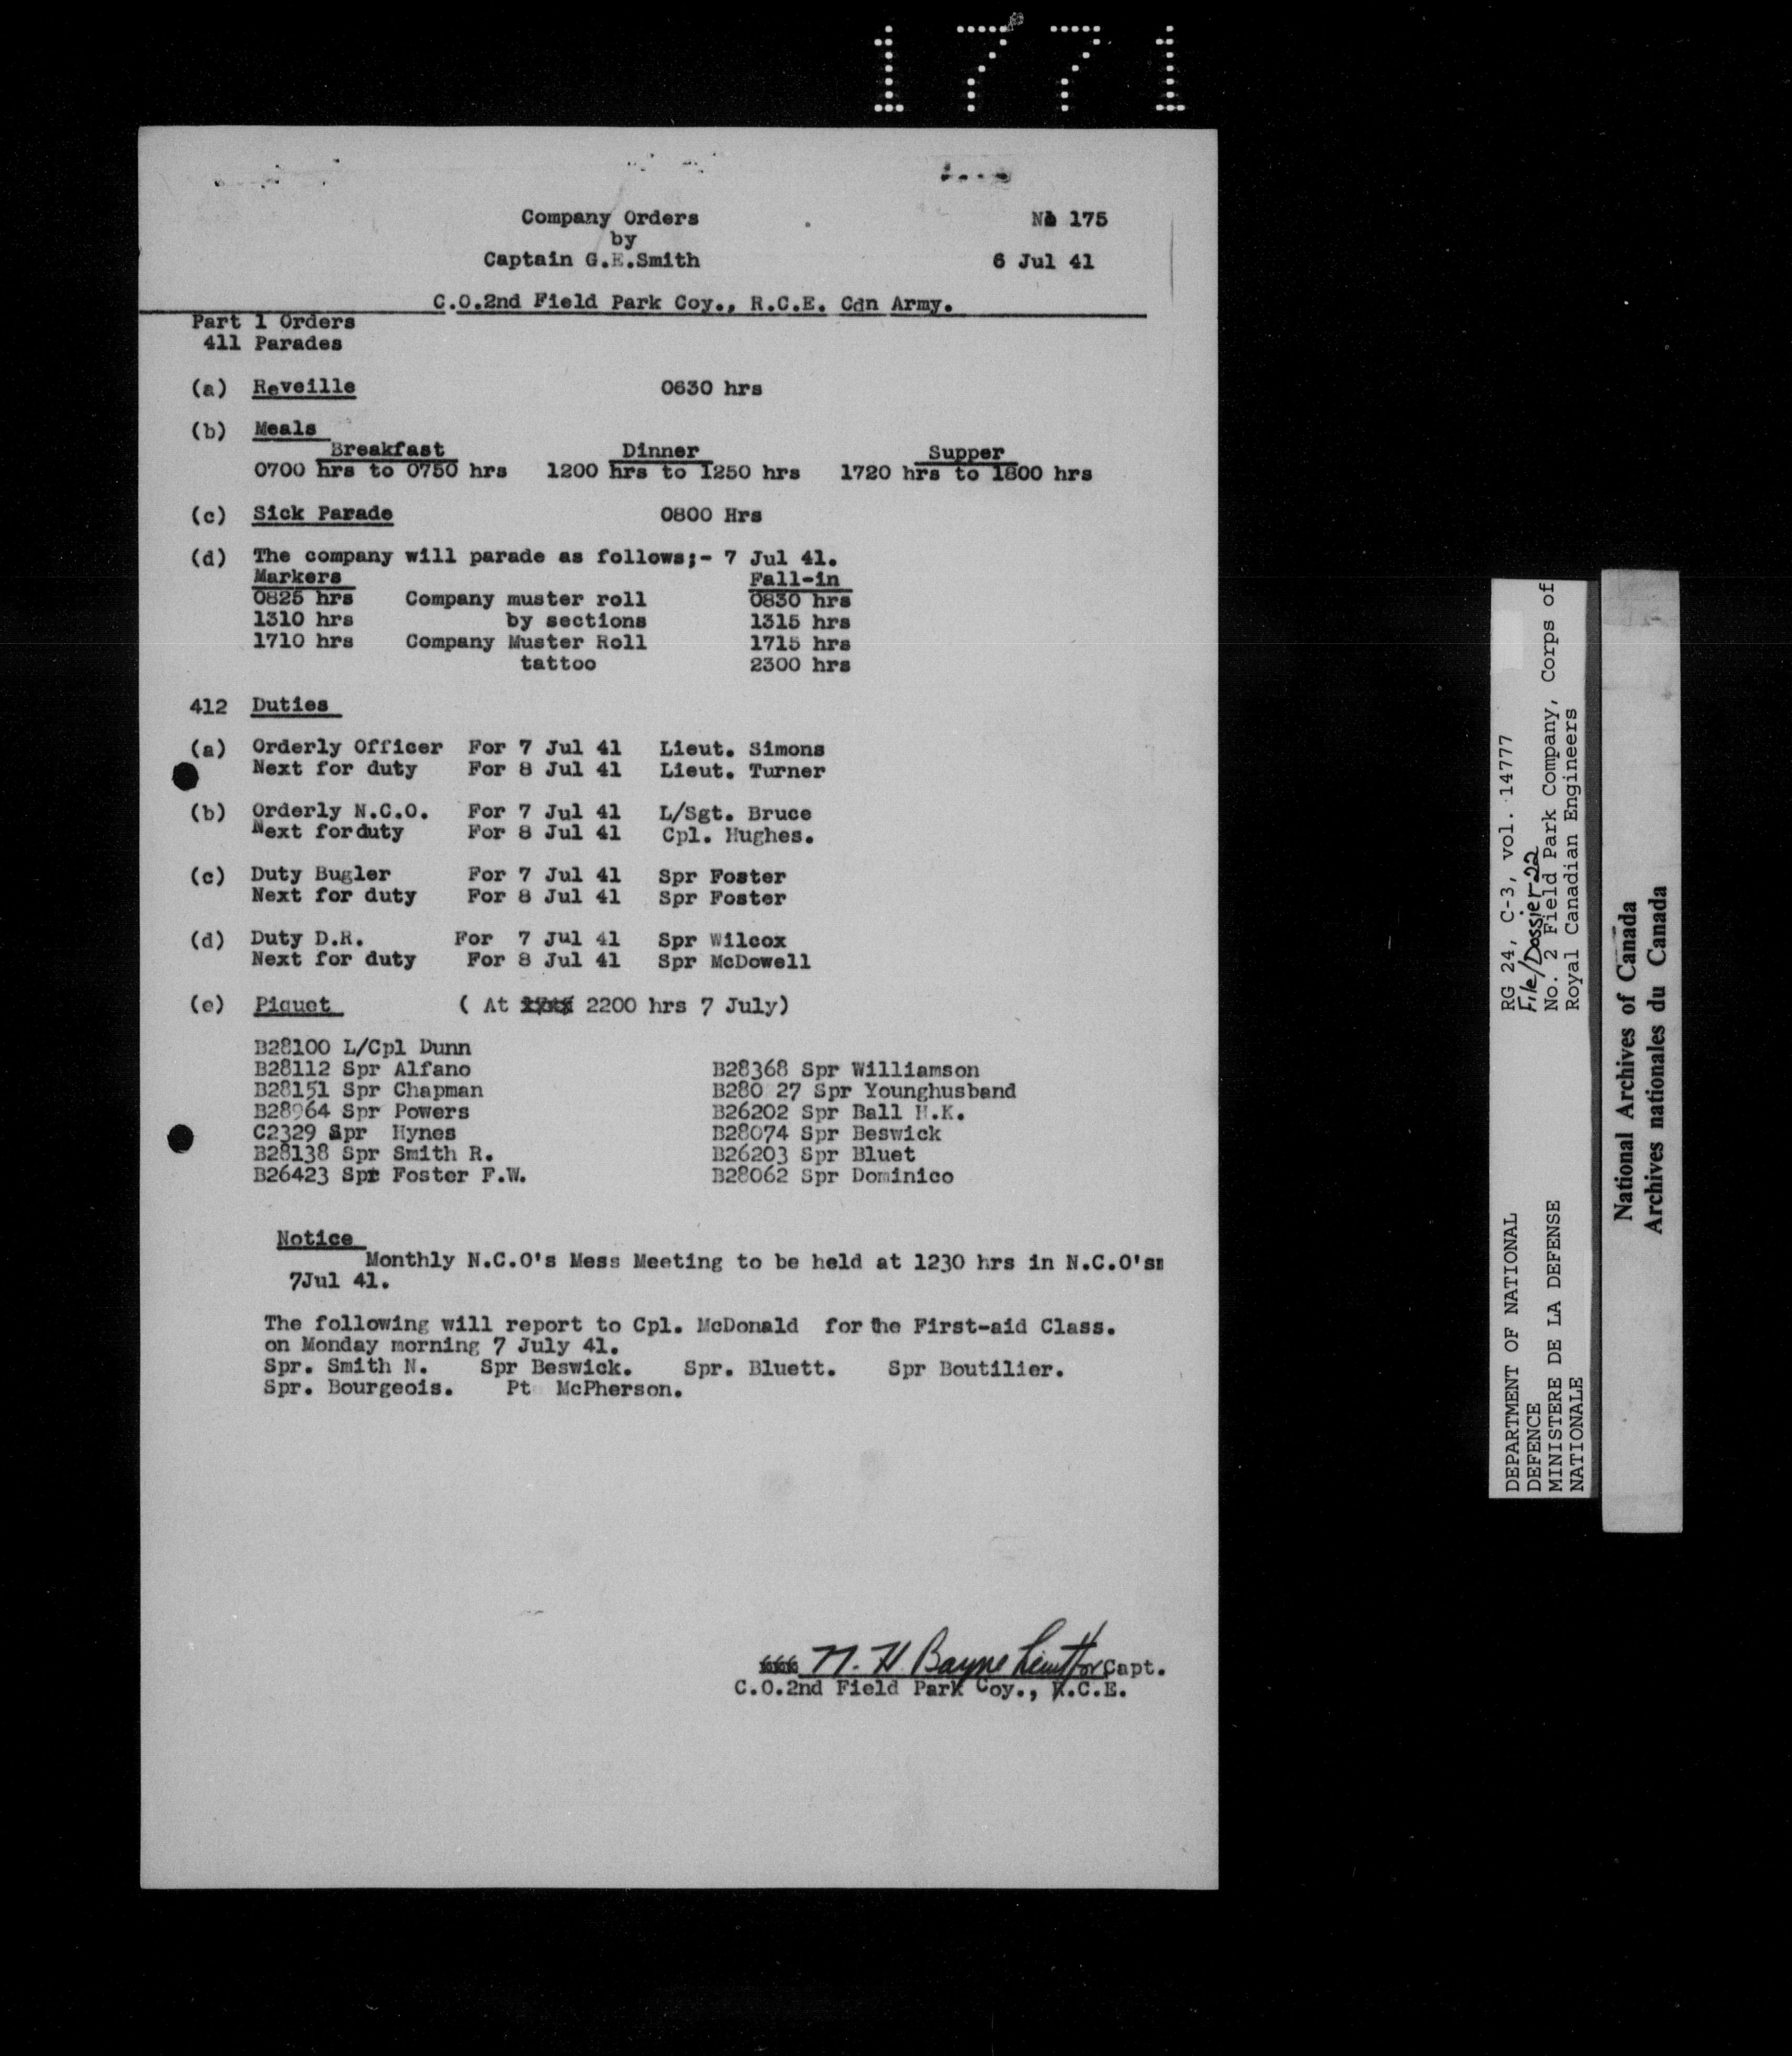 1771
Company Orders No 175
by
Captain G.E.Smith 6 Jul 41
C.O.2nd Field Park Coy., R.C.E. Cdn Army.
Part 1 Orders
411 Parades
(a) Reveille 0630 hrs
(b) Meals
Breakfast Dinner Supper
0700 hrs to 0750 hrs 1200 hrs to 1250 hrs 1720 hrs to 1800 hrs
(c) Sick Parade 0800 Hrs
(d) The company will parade as follows;- 7 Jul 41.
Markers Fall-in
0825 hrs Company muster roll 0830 hrs
1310 hrs by sections 1315 hrs
1710 hrs Company Muster Roll 1715 hrs
tattoo 2300 hrs
412 Duties
(a) Orderly Officer For 7 Jul 41 Lieut. Simons
Next for duty For 8 Jul 41 Lieut. Turner
(b) Orderly N.C.O. For 7 Jul 41 L/Sgt. Bruce
Next for duty For 8 Jul 41 Cpl. Hughes.
(c) Duty Bugler For 7 Jul 41 Spr Foster
Next for duty For 8 Jul 41 Spr Foster
(d) Duty D.R. For 7 Jul 41 Spr Wilcox
Next for duty For 8 Jul 41 Spr McDowell
(e) Piquet ( At 2200 hrs 7 July)
B28100 L/Cpl Dunn
B28112 Spr Alfano B28368 Spr Williamson
B28151 Spr Chapman B280 27 Spr Younghusband
B28964 Spr Powers B26202 Spr Ball H.K.
C2329 Spr Hynes B28074 Spr Beswick
B28138 Spr Smith R. B26203 Spr Bluet
B26423 Spr Foster F.W. B28062 Spr Dominico
Notice
Monthly N.C.O's Mess Meeting to be held at 1230 hrs in N.C.O's
7Jul 41.
The following will report to Cpl. McDonald for the First-aid Class.
on Monday morning 7 July 41.
Spr. Smith N. Spr Beswick. Spr. Bluett. Spr Boutilier.
Spr. Bourgeois. Pt McPherson.
N. H. Bayne Lieut for Capt.
C.O.2nd Field Park Coy., R.C.E.
DEPARTMENT OF NATIONAL RG 24, C-3, vol. 14777
DEFENCE File/Dossier 22
MINISTERE DE LA DEFENSE No. 2 Field Park Company, Corps of
NATIONALE Royal Canadian Engineers
National Archives of Canada
Archives nationales du Canada